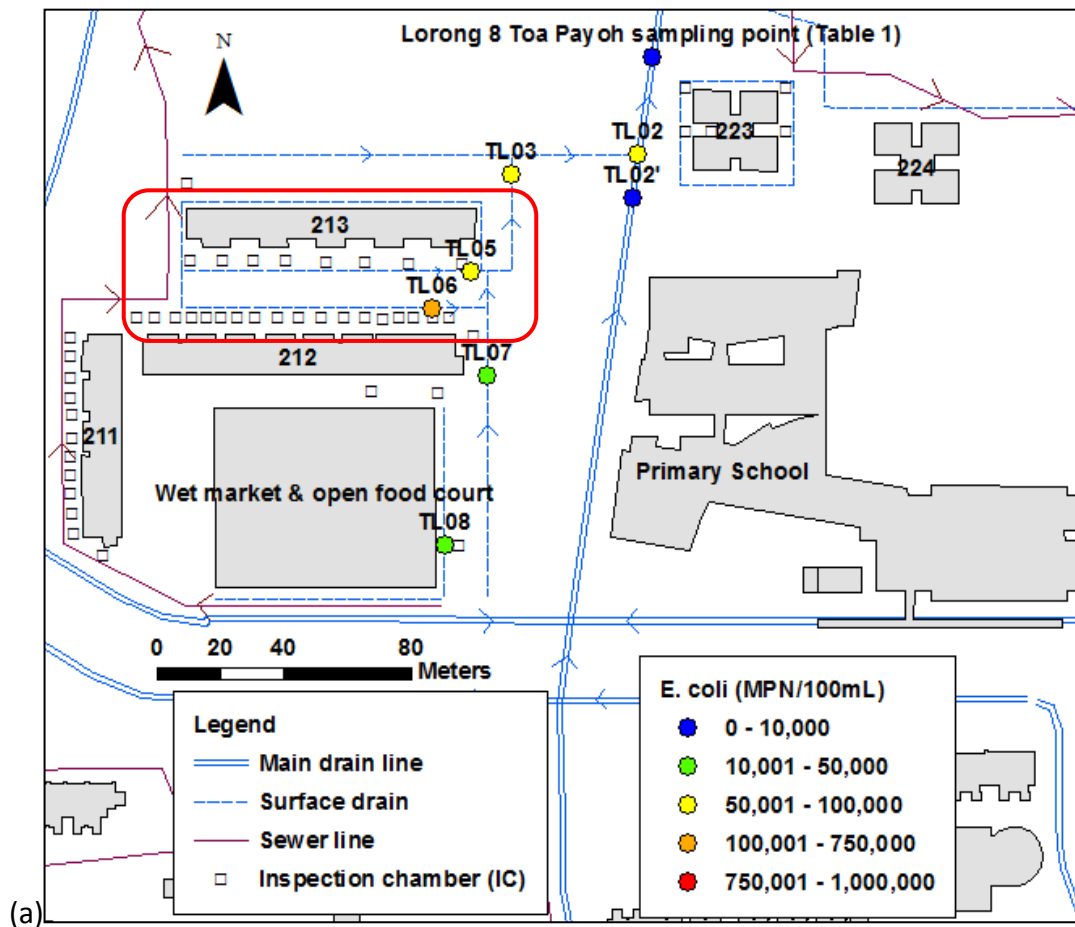 Lorong 8 Toa Payoh sampling point (Table 1)
N
TL02
223
TL03
TL02'
224
213
TL05
TL06
TL07
212
211
Primary School
Wet market & open food court
TL08
0 20 40 80
Meters
Legend
Main drain line
Surface drain
Sewer line
Inspection chamber (IC)
E. coli (MPN/100mL)
0 - 10,000
10,001 - 50,000
50,001 - 100,000
100,001 - 750,000
750,001 - 1,000,000
(a)